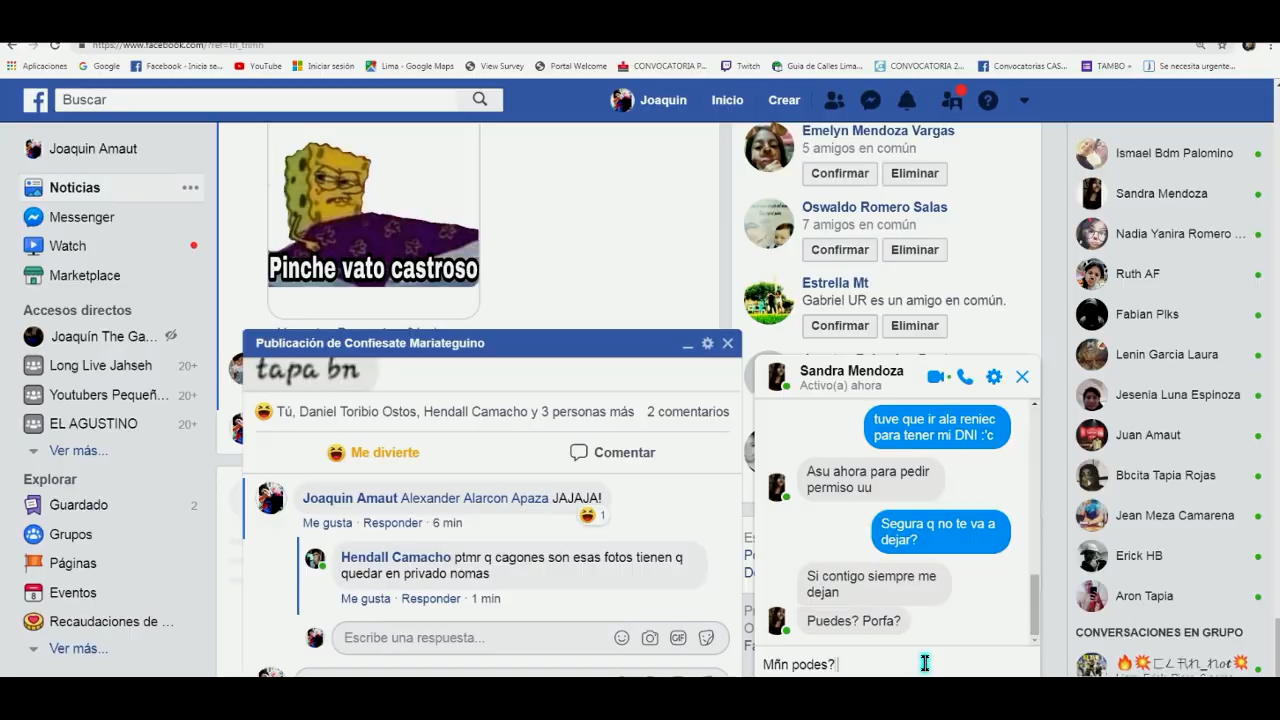 https://www.facebook.com/?ref=tn_tnmn
Aplicaciones
Google
Facebook - Inicia se...
YouTube
Iniciar sesión
Lima - Google Maps
View Survey
Portal Welcome
CONVOCATORIA P...
Twitch
Guia de Calles Lima...
CONVOCATORIA 2...
Convocatorias CAS...
TAMBO »
Se necesita urgente...
Buscar
Joaquin
Inicio
Crear
Joaquin Amaut
Noticias
Messenger
Watch
Marketplace
Accesos directos
Joaquín The Ga...
Long Live Jahseh 20+
Youtubers Pequeñ... 20+
EL AGUSTINO 20+
Ver más...
Explorar
Guardado 2
Grupos
Páginas
Eventos
Recaudaciones de ...
Ver más...
Pinche vato castroso
Publicación de Confiesate Mariateguino
tapa bn
Tú, Daniel Toribio Ostos, Hendall Camacho y 3 personas más 2 comentarios
Me divierte
Comentar
Joaquin Amaut Alexander Alarcon Apaza JAJAJA!
1
Me gusta · Responder · 6 min
Hendall Camacho ptmr q cagones son esas fotos tienen q
quedar en privado nomas
Me gusta · Responder · 1 min
Escribe una respuesta...
GIF
Emelyn Mendoza Vargas
5 amigos en común
Confirmar Eliminar
Oswaldo Romero Salas
7 amigos en común
Confirmar Eliminar
Estrella Mt
Gabriel UR es un amigo en común.
Confirmar Eliminar
Sandra Mendoza
Activo(a) ahora
tuve que ir ala reniec
para tener mi DNI :'c
Asu ahora para pedir
permiso uu
Segura q no te va a
dejar?
Si contigo siempre me
dejan
Puedes? Porfa?
Mñn podes?
Ismael Bdm Palomino
Sandra Mendoza
Nadia Yanira Romero ...
Ruth AF
Fabian Plks
Lenin Garcia Laura
Jesenia Luna Espinoza
Juan Amaut
Bbcita Tapia Rojas
Jean Meza Camarena
Erick HB
Aron Tapia
CONVERSACIONES EN GRUPO